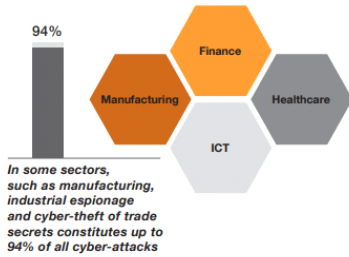 94%
Finance
Manufacturing
Healthcare
ICT
In some sectors,
such as manufacturing,
industrial espionage
and cyber-theft of trade
secrets constitutes up to
94% of all cyber-attacks